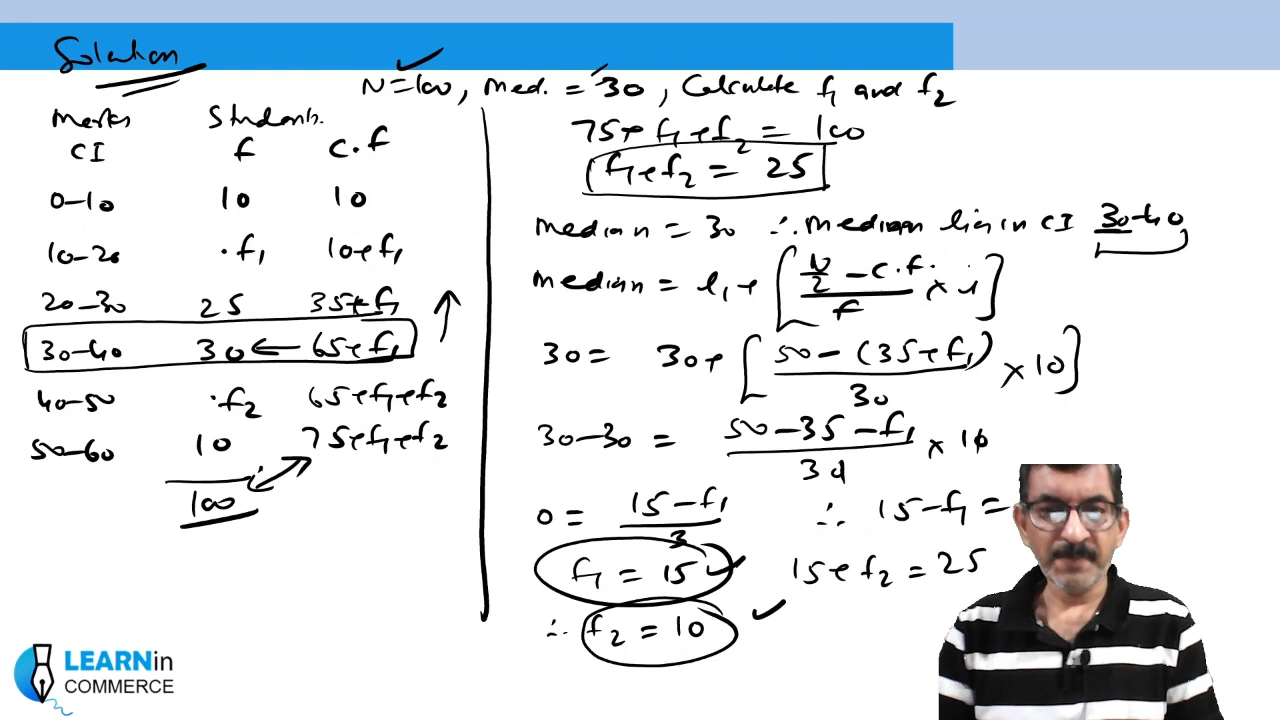 Solution
N=100, med. = 30, Calculate f1 and f2
Marks Students
CI f c.f
0-10 10 10
10-20 f1 10+f1
20-30 25 35+f1
30-40 30 ← 65+f1
40-50 f2 65+f1+f2
50-60 10 75+f1+f2
100
75+f1+f2 = 100
f1+f2 = 25
median = 30 ∴ median lies in CI 30-40
median = l1 + [N/2 - c.f. / f × i]
30 = 30 + [50 - (35+f1) / 30 × 10]
30-30 = 50-35-f1 / 30 × 10
0 = 15-f1 / 3 ∴ 15-f1 =
f1 = 15 15+f2 = 25
∴ f2 = 10
LEARNin
COMMERCE